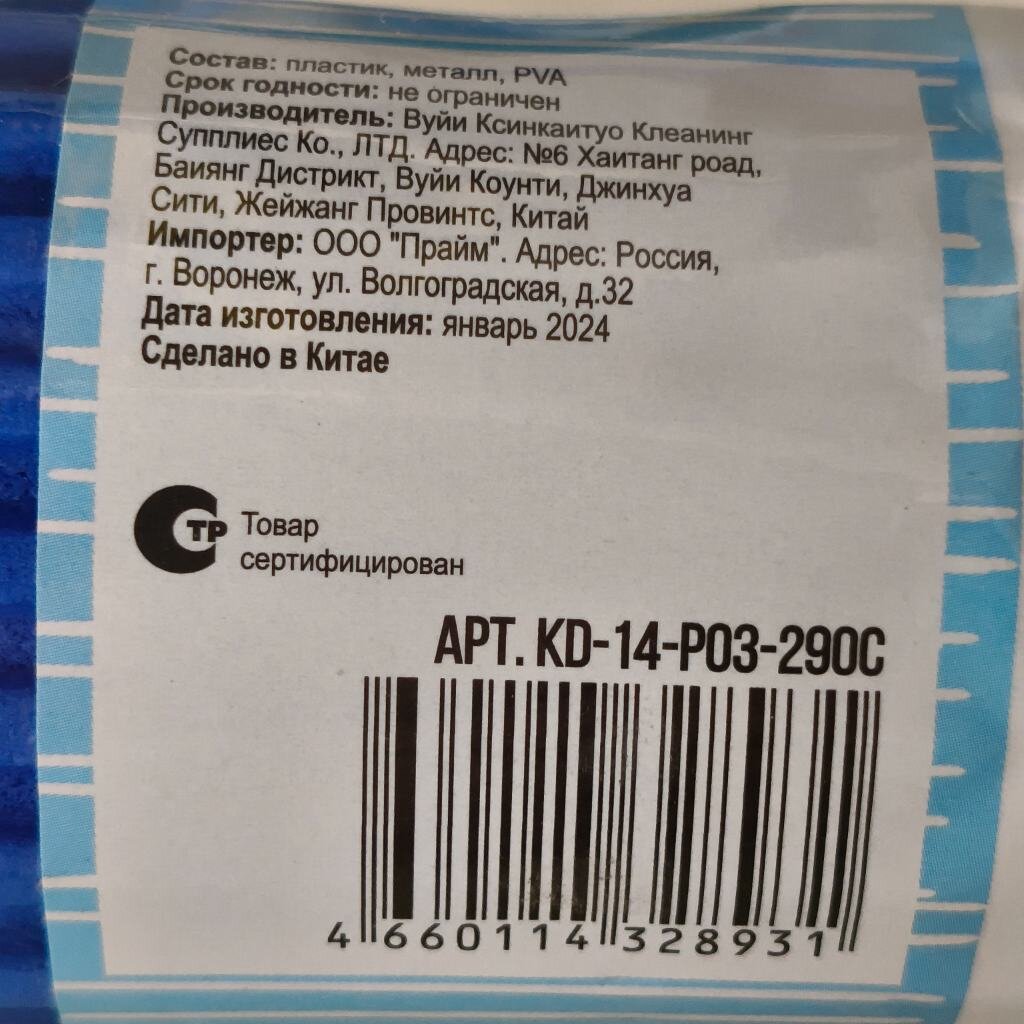 Состав: пластик, металл, PVA
Срок годности: не ограничен
Производитель: Вуйи Ксинкаитуо Клеанинг
Супплиес Ко., ЛТД. Адрес: №6 Хаитанг роад,
Баиянг Дистрикт, Вуйи Коунти, Джинхуа
Сити, Жейжанг Провинтс, Китай
Импортер: ООО "Прайм". Адрес: Россия,
г. Воронеж, ул. Волгоградская, д.32
Дата изготовления: январь 2024
Сделано в Китае
СТР Товар
сертифицирован
АРТ. KD-14-P03-290C
4 660114 328931